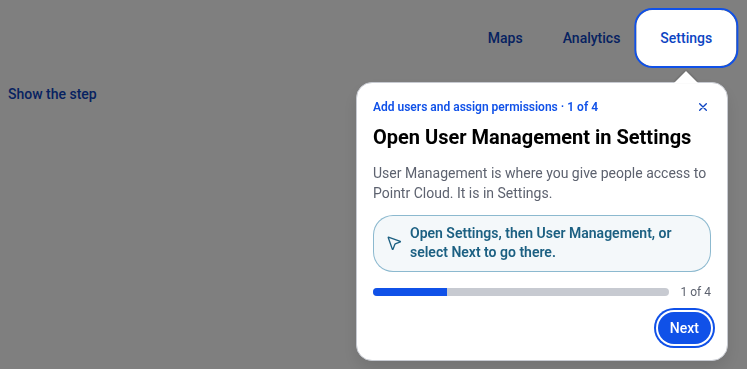 Maps Analytics Settings
Show the step
Add users and assign permissions · 1 of 4
Open User Management in Settings
User Management is where you give people access to
Pointr Cloud. It is in Settings.
Open Settings, then User Management, or
select Next to go there.
1 of 4
Next